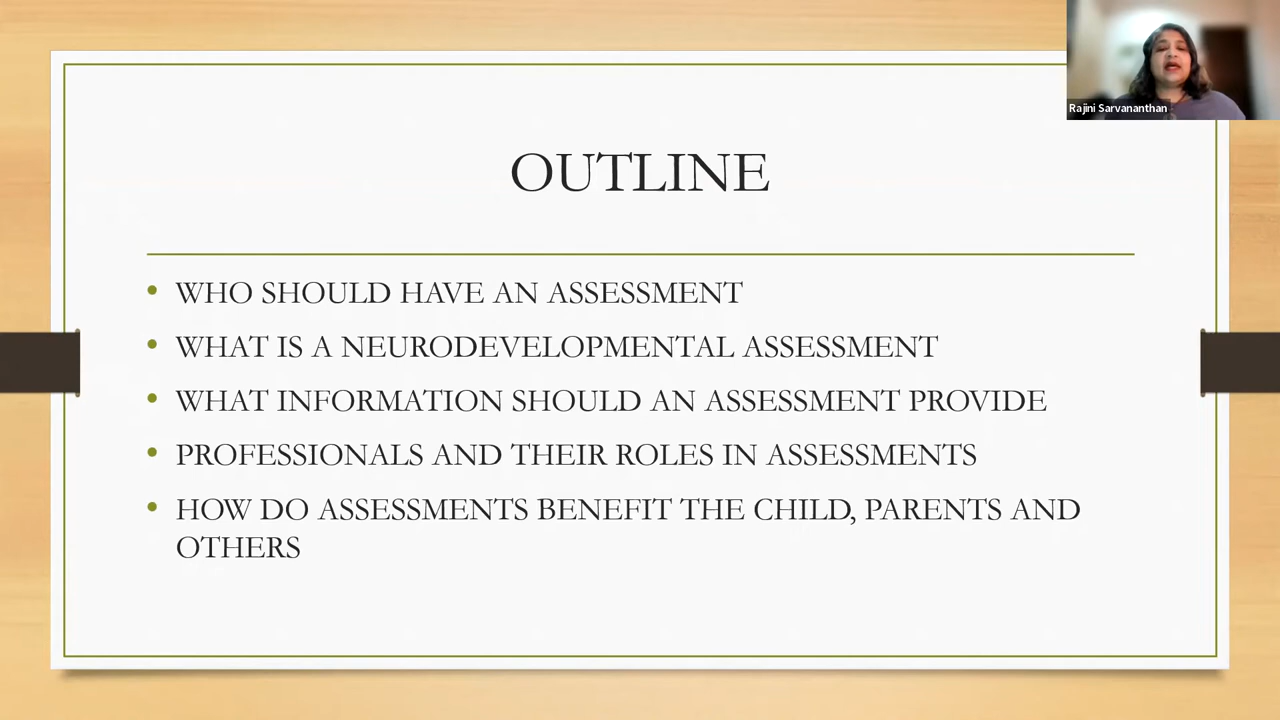 Rajini Sarvananthan
OUTLINE
• WHO SHOULD HAVE AN ASSESSMENT
• WHAT IS A NEURODEVELOPMENTAL ASSESSMENT
• WHAT INFORMATION SHOULD AN ASSESSMENT PROVIDE
• PROFESSIONALS AND THEIR ROLES IN ASSESSMENTS
• HOW DO ASSESSMENTS BENEFIT THE CHILD, PARENTS AND
OTHERS